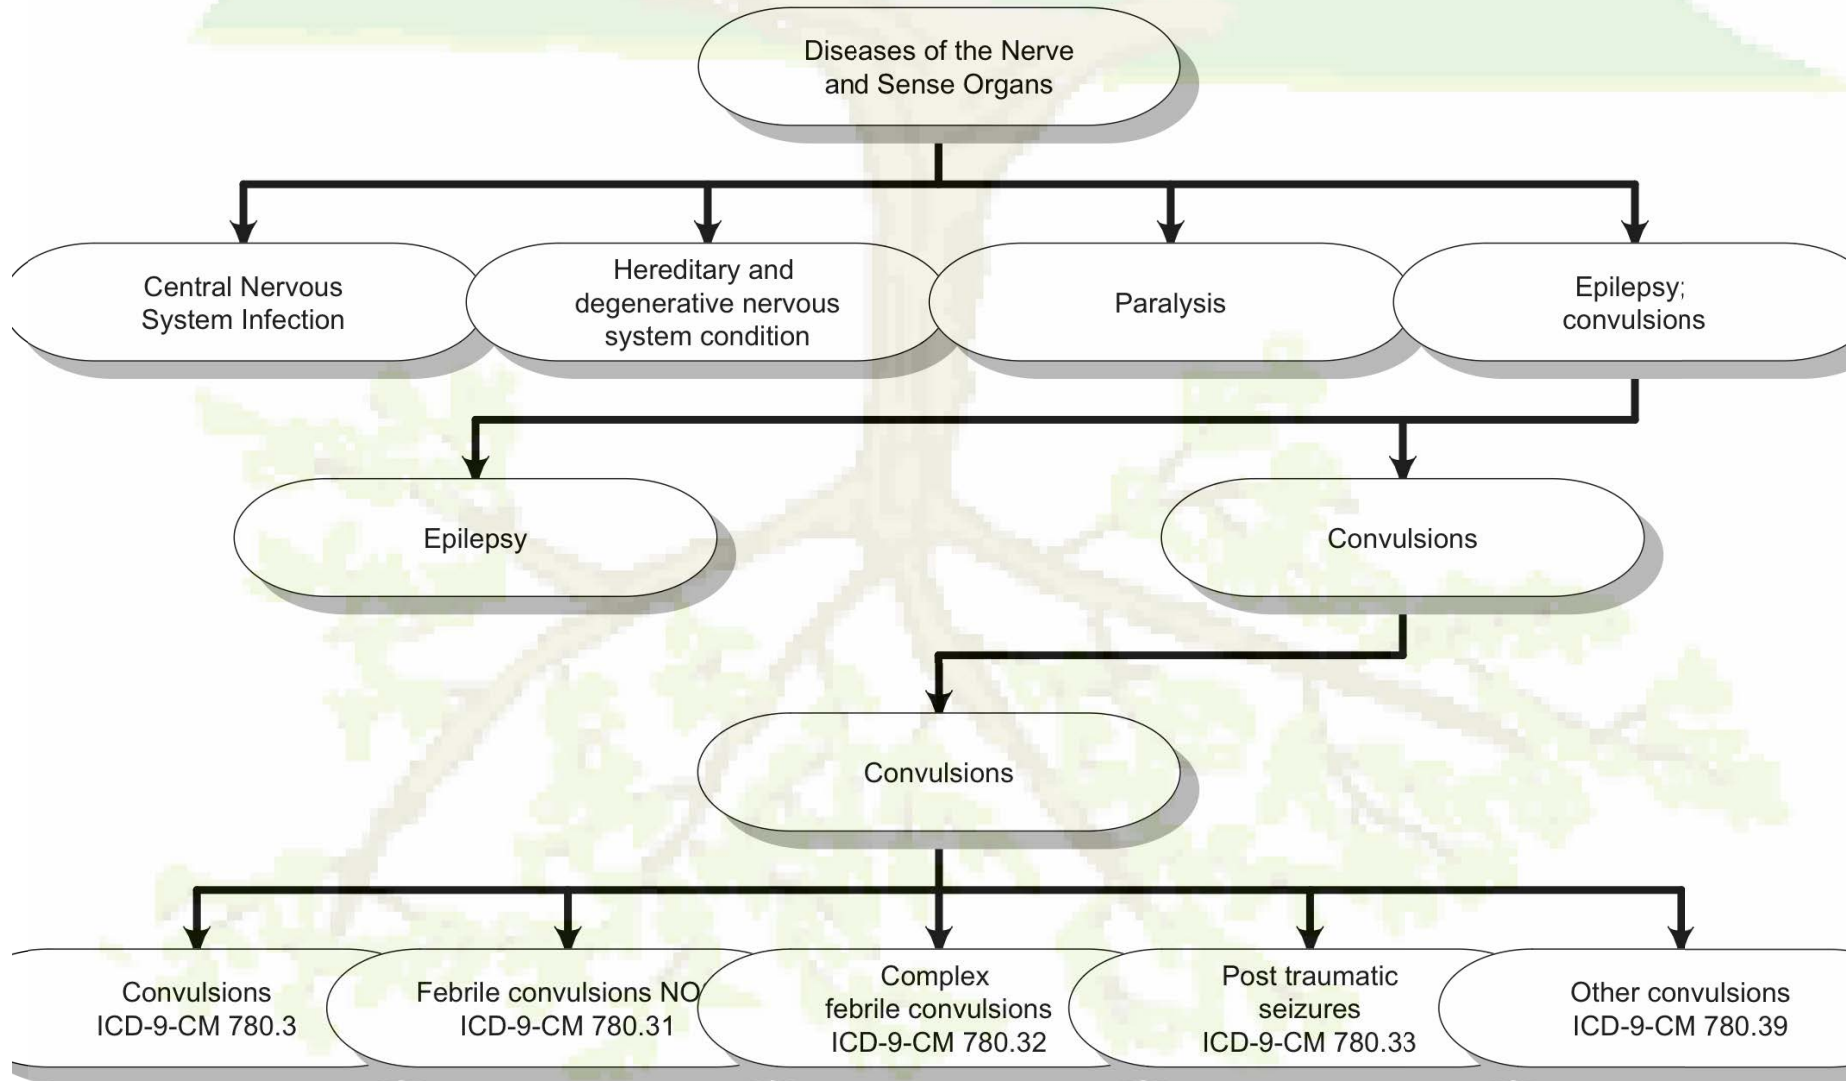 Diseases of the Nerve
and Sense Organs
Central Nervous
System Infection
Hereditary and
degenerative nervous
system condition
Paralysis
Epilepsy;
convulsions
Epilepsy
Convulsions
Convulsions
Convulsions
ICD-9-CM 780.3
Febrile convulsions NO
ICD-9-CM 780.31
Complex
febrile convulsions
ICD-9-CM 780.32
Post traumatic
seizures
ICD-9-CM 780.33
Other convulsions
ICD-9-CM 780.39